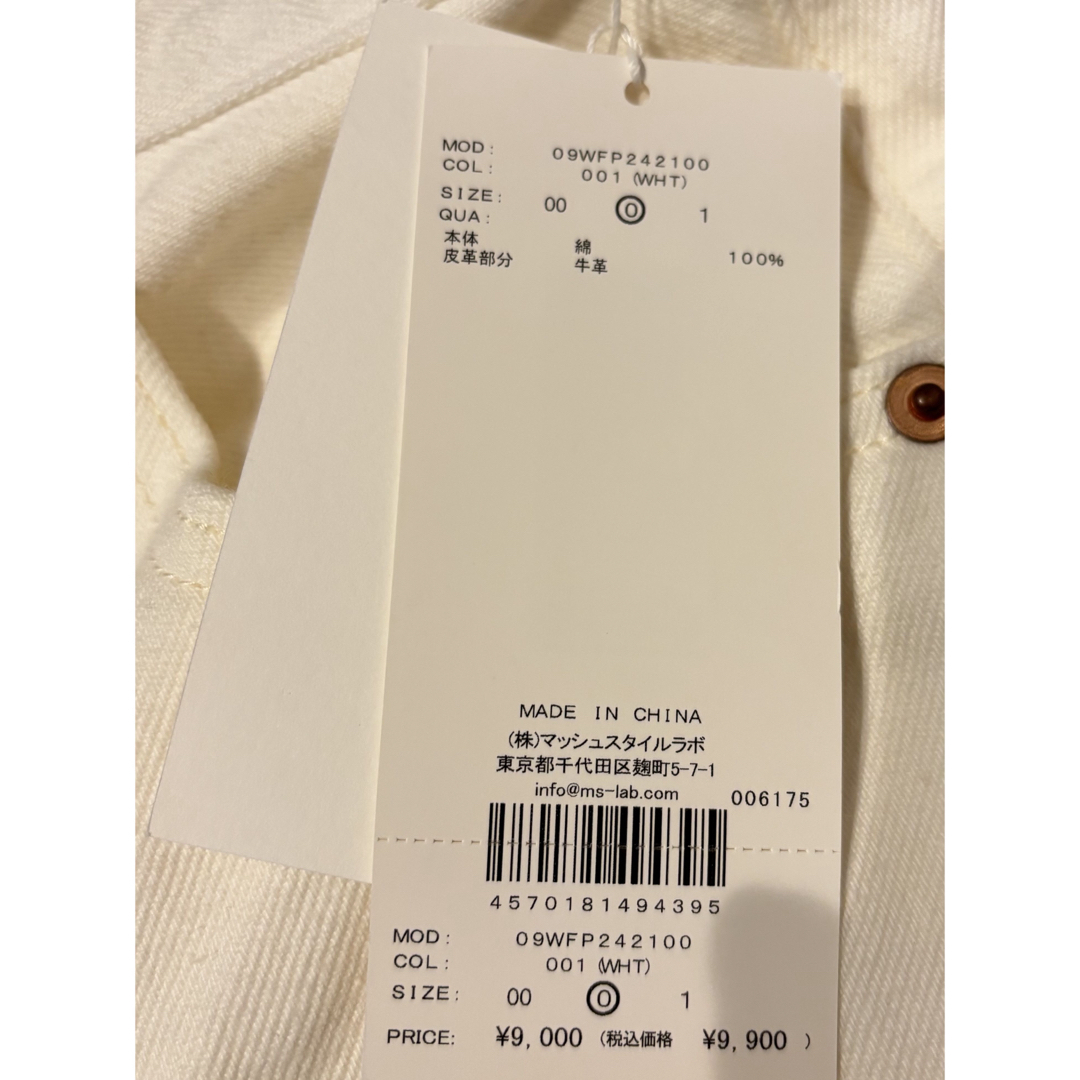 MOD: 09WFP242100
COL: 001 (WHT)
SIZE: 00 0 1
QUA:
本体 綿 100%
皮革部分 牛革
MADE IN CHINA
(株)マッシュスタイルラボ
東京都千代田区麹町5-7-1
info@ms-lab.com 006175
4570181494395
MOD: 09WFP242100
COL: 001 (WHT)
SIZE: 00 0 1
PRICE: ¥9,000 (税込価格 ¥9,900 )